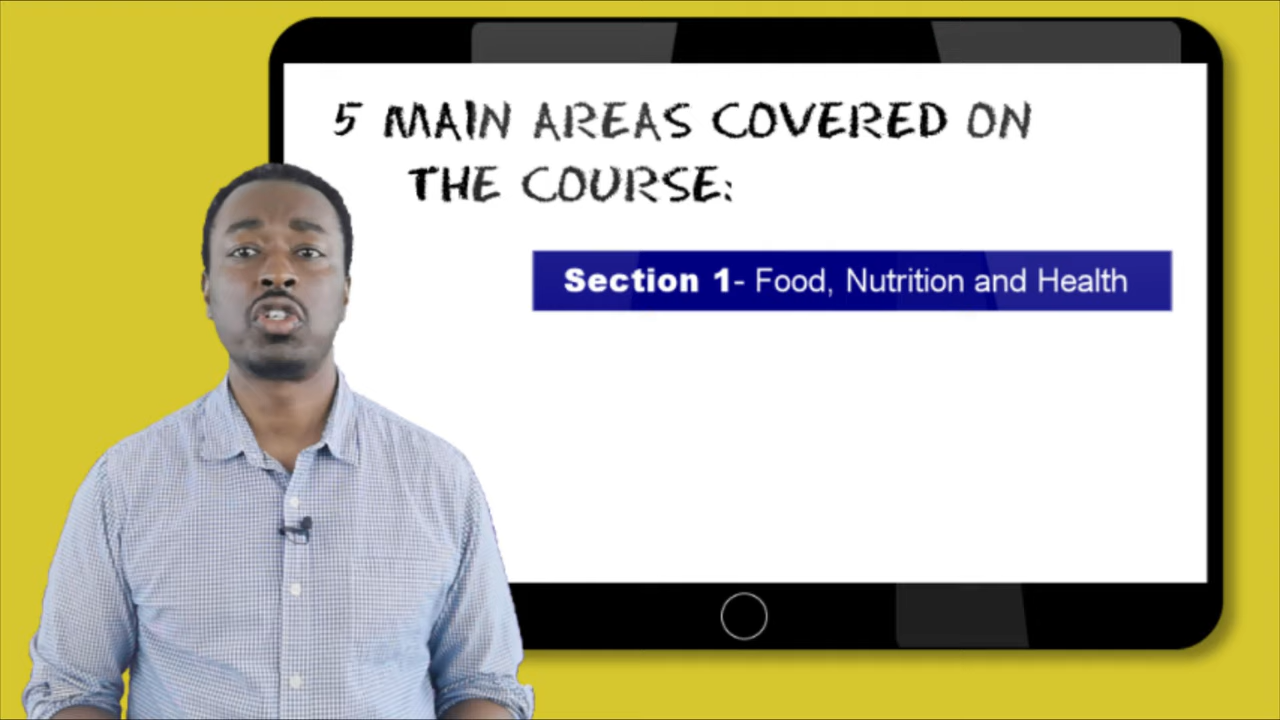 5 MAIN AREAS COVERED ON
THE COURSE:
Section 1- Food, Nutrition and Health